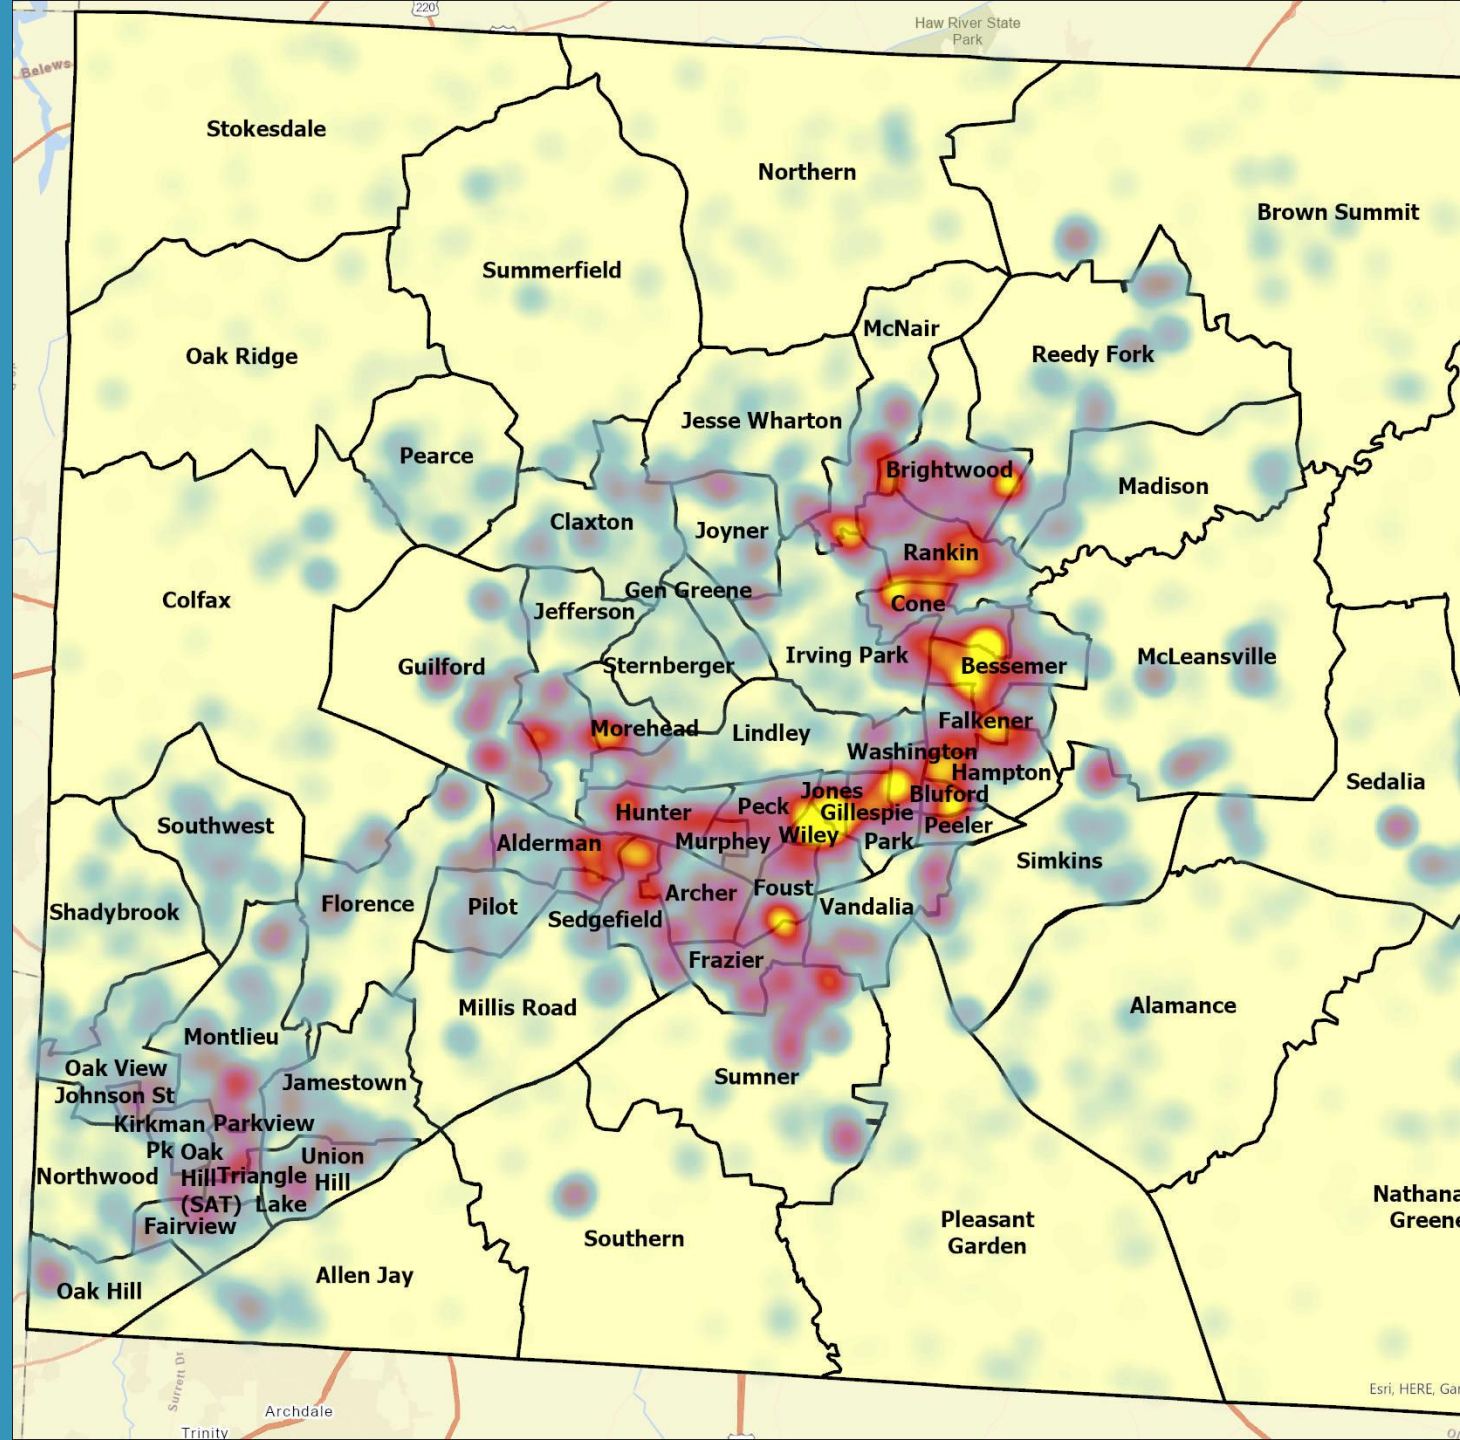 220
Haw River State
Park
Belews
Stokesdale
Northern
Brown Summit
Summerfield
McNair
Oak Ridge
Reedy Fork
Jesse Wharton
Pearce
Brightwood
Madison
Claxton
Joyner
Rankin
Gen Greene
Colfax
Cone
Jefferson
Irving Park
Guilford
Sternberger
Bessemer
McLeansville
Falkener
Morehead
Lindley
Washington
Hampton
Sedalia
Jones
Bluford
Peck
Hunter
Gillespie
Southwest
Peeler
Wiley
Murphey
Park
Alderman
Simkins
Foust
Archer
Florence
Pilot
Vandalia
Shadybrook
Sedgefield
Frazier
Millis Road
Alamance
Montlieu
Oak View
Sumner
Jamestown
Johnson St
Kirkman
Parkview
Pk
Oak
Union
Northwood
Hill
Triangle
Hill
(SAT)
Lake
Fairview
Nathana
Greene
Pleasant
Garden
Southern
Allen Jay
Oak Hill
Surrett Dr
Esri, HERE, Gar
Archdale
Trinity